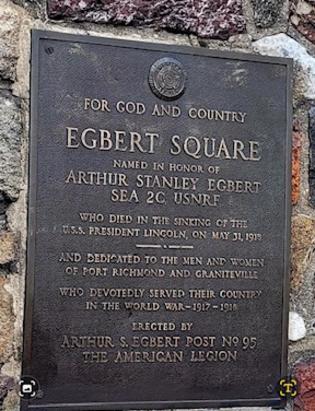 FOR GOD AND COUNTRY
EGBERT SQUARE
NAMED IN HONOR OF
ARTHUR STANLEY EGBERT
SEA 2C. USNRF
WHO DIED IN THE SINKING OF THE
U.S.S. PRESIDENT LINCOLN, ON MAY 31, 1918
AND DEDICATED TO THE MEN AND WOMEN
OF PORT RICHMOND AND GRANITEVILLE
WHO DEVOTEDLY SERVED THEIR COUNTRY
IN THE WORLD WAR-1917-1918
ERECTED BY
ARTHUR S. EGBERT POST Nº 95
THE AMERICAN LEGION